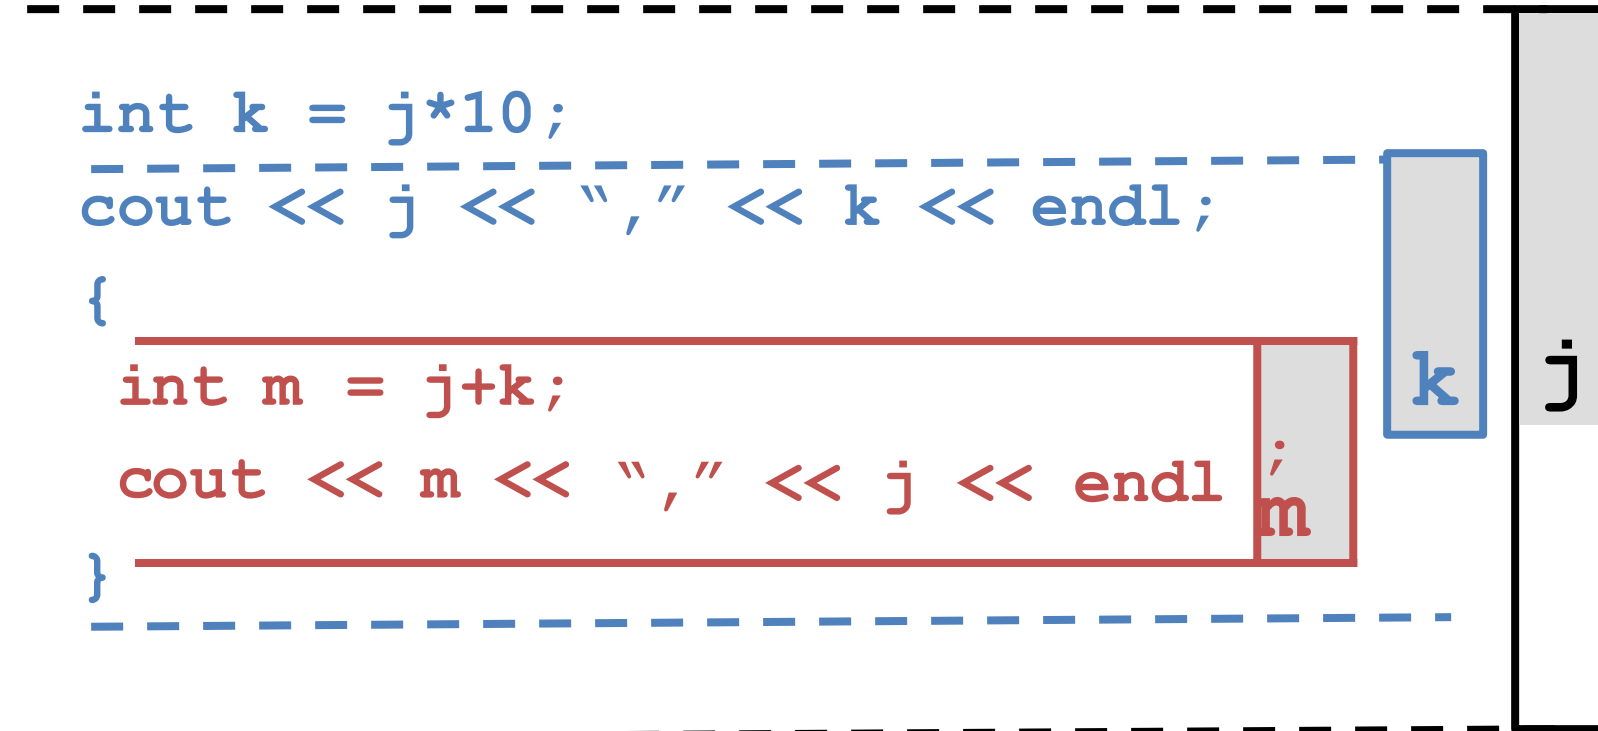 int k = j*10;
cout << j << “,” << k << endl;
{
int m = j+k;
cout << m << “,” << j << endl ;
}
m
k
j